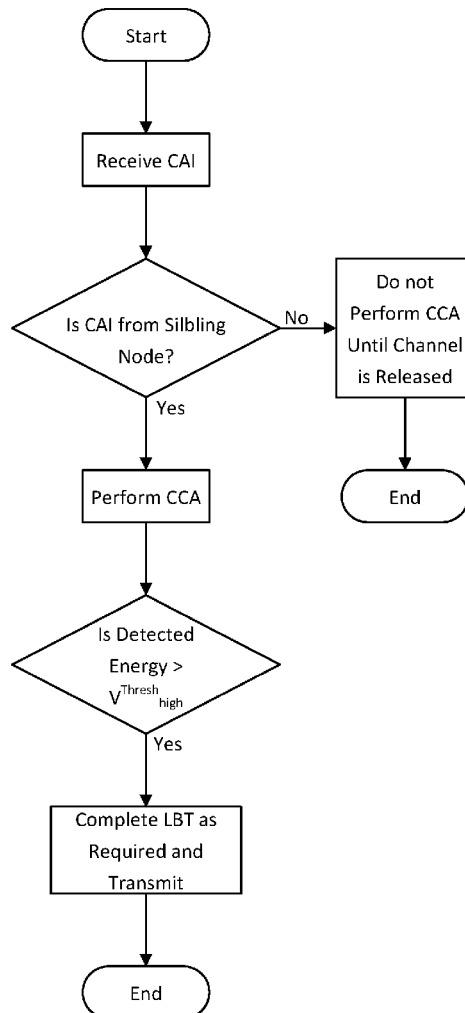 Start
Receive CAI
Is CAI from Silbling
Node?
No
Do not
Perform CCA
Until Channel
is Released
Yes
End
Perform CCA
Is Detected
Energy >
V^Thresh_high
Yes
Complete LBT as
Required and
Transmit
End